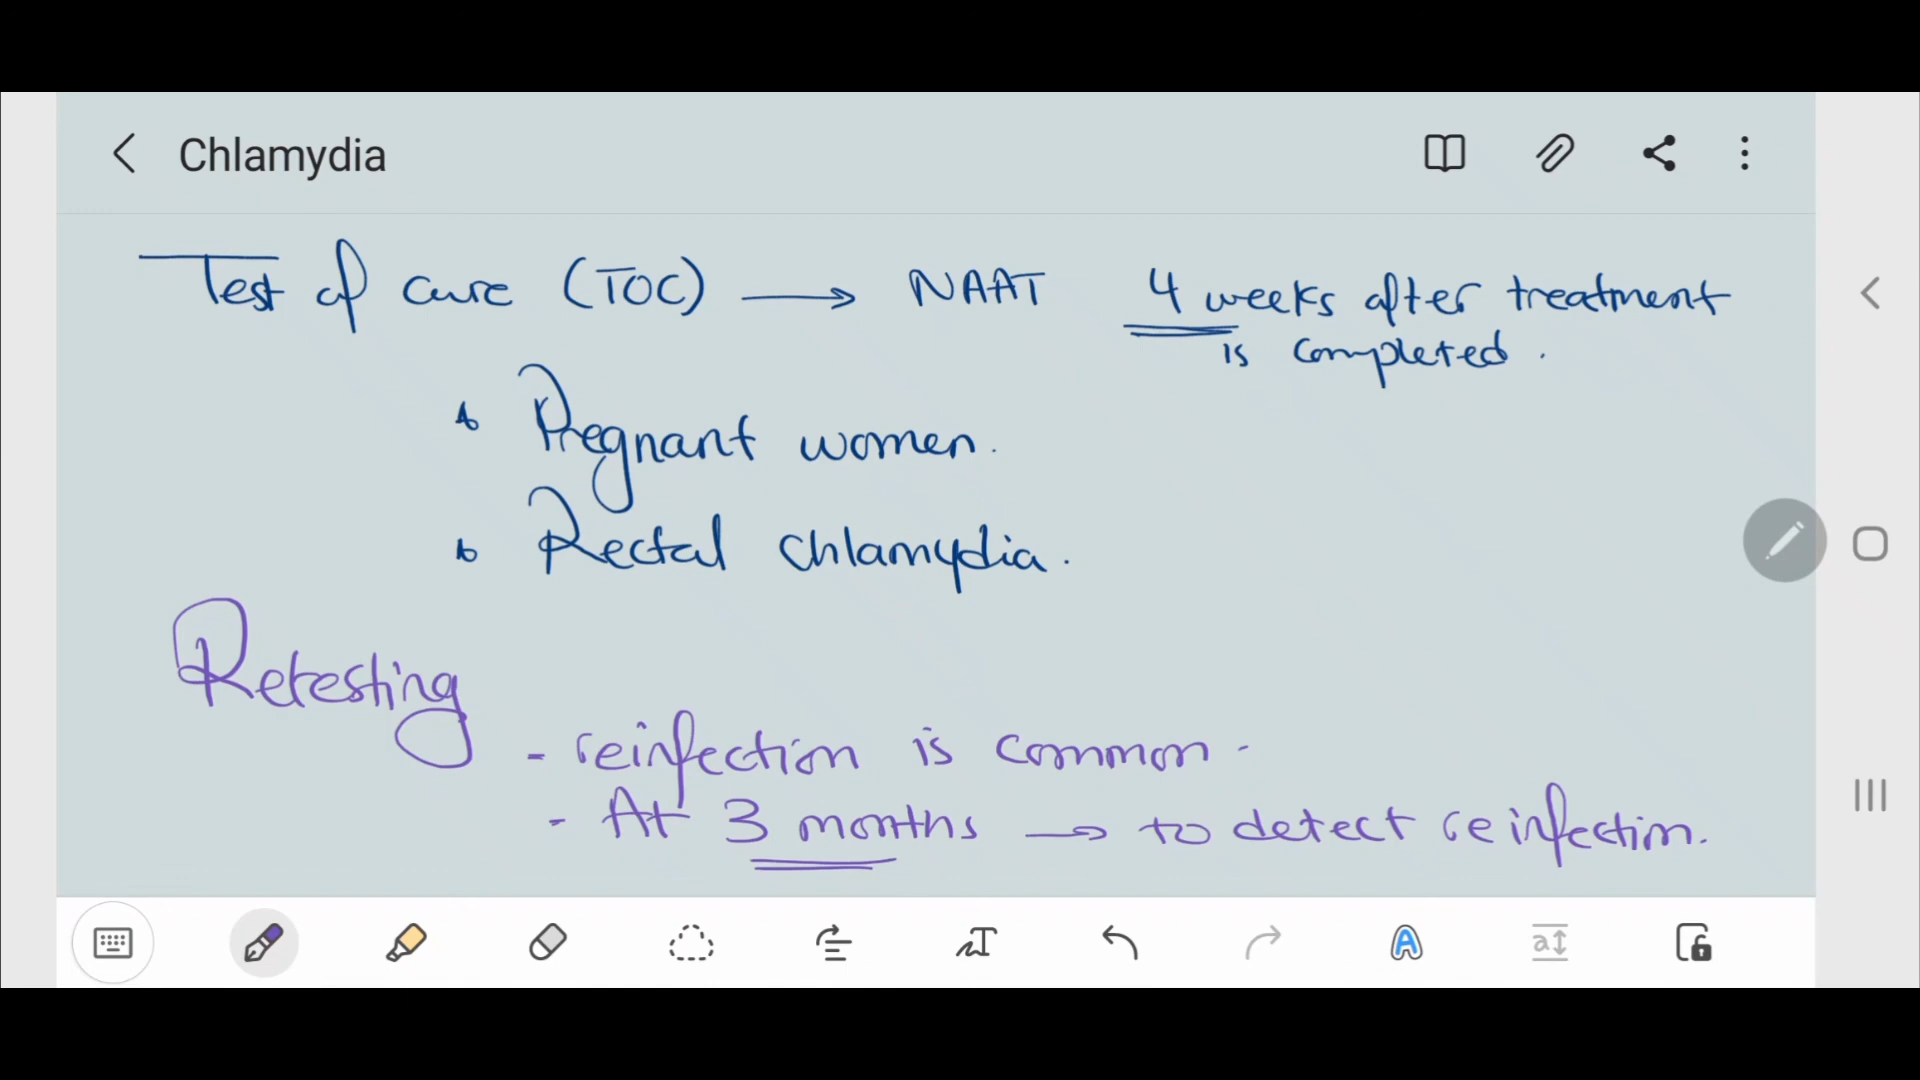 Chlamydia
Test of cure (TOC) → NAAT 4 weeks after treatment
is completed.
* Pregnant women.
* Rectal chlamydia.
Retesting
- reinfection is common.
- At 3 months → to detect reinfection.